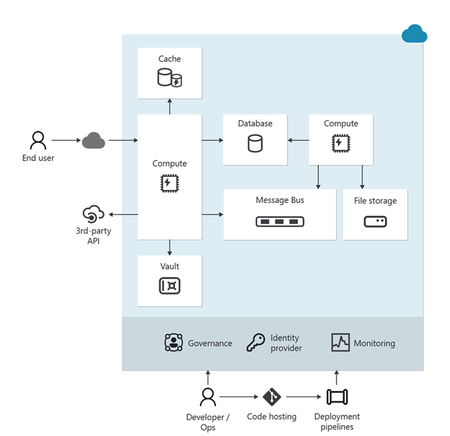 Cache
Database
Compute
End user
Compute
Message Bus
File storage
3rd-party
API
Vault
Governance
Identity
provider
Monitoring
Developer /
Ops
Code hosting
Deployment
pipelines